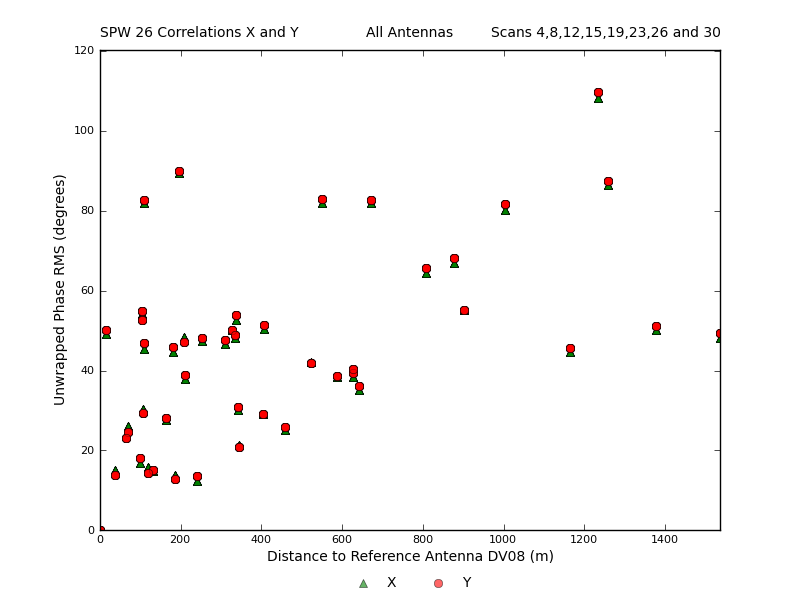 SPW 26 Correlations X and Y All Antennas Scans 4,8,12,15,19,23,26 and 30
120
100
80
60
40
20
0
Unwrapped Phase RMS (degrees)
0 200 400 600 800 1000 1200 1400
Distance to Reference Antenna DV08 (m)
X Y